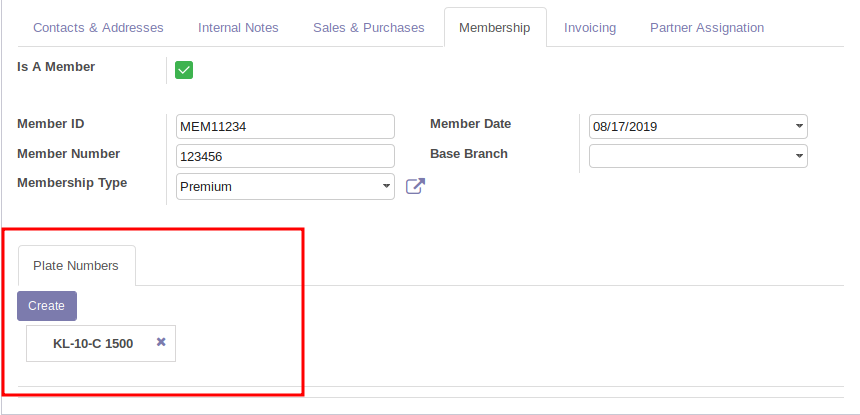 Contacts & Addresses Internal Notes Sales & Purchases Membership Invoicing Partner Assignation
Is A Member
Member ID MEM11234 Member Date 08/17/2019
Member Number 123456 Base Branch
Membership Type Premium
Plate Numbers
Create
KL-10-C 1500